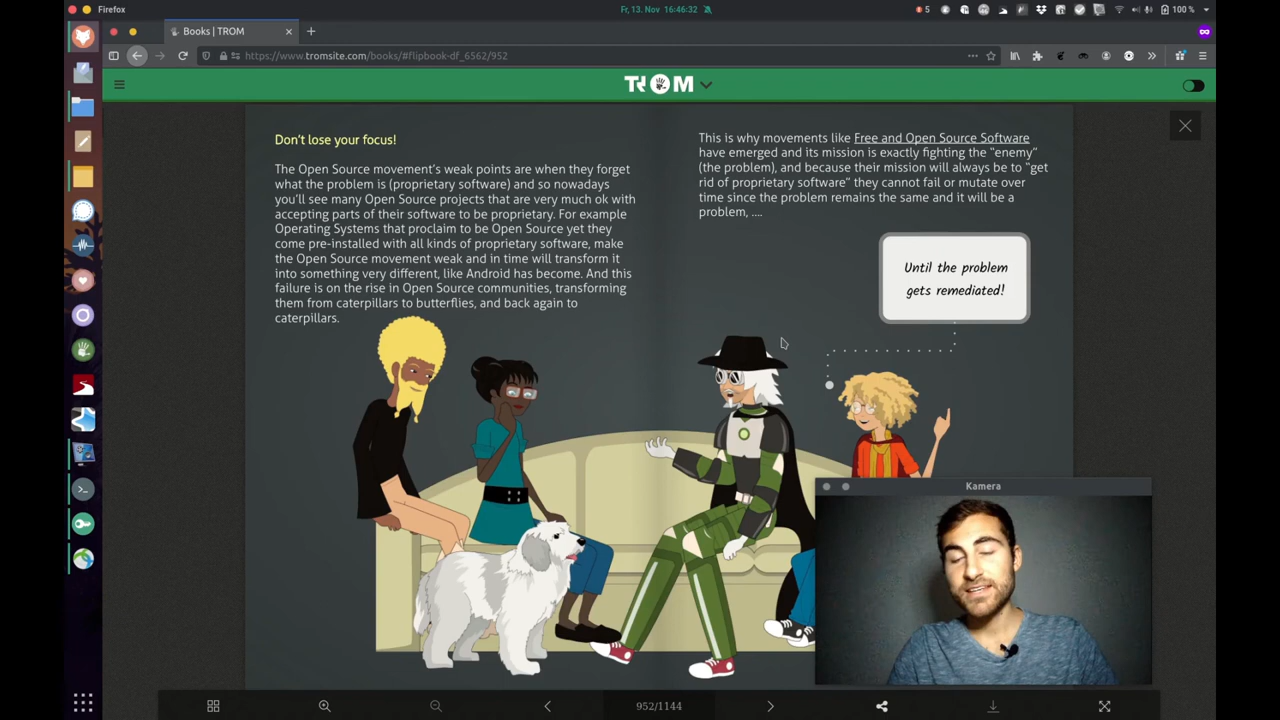 Firefox
Fr, 13. Nov 16:46:32
5
100 %
Books | TROM
https://www.tromsite.com/books/#flipbook-df_6562/952
TROM
Don't lose your focus!
The Open Source movement's weak points are when they forget
what the problem is (proprietary software) and so nowadays
you'll see many Open Source projects that are very much ok with
accepting parts of their software to be proprietary. For example
Operating Systems that proclaim to be Open Source yet they
come pre-installed with all kinds of proprietary software, make
the Open Source movement weak and in time will transform it
into something very different, like Android has become. And this
failure is on the rise in Open Source communities, transforming
them from caterpillars to butterflies, and back again to
caterpillars.
This is why movements like Free and Open Source Software
have emerged and its mission is exactly fighting the “enemy”
(the problem), and because their mission will always be to “get
rid of proprietary software” they cannot fail or mutate over
time since the problem remains the same and it will be a
problem, ....
Until the problem
gets remediated!
Kamera
952/1144